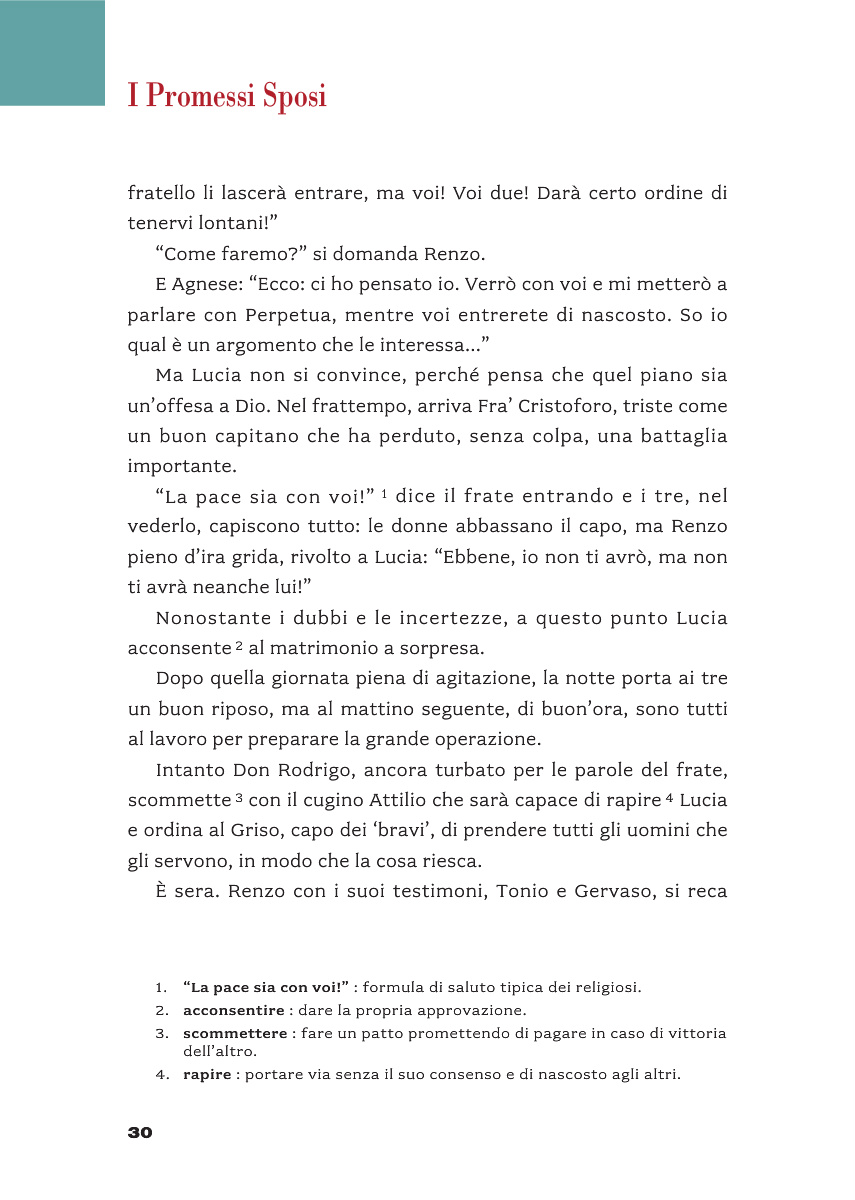 I Promessi Sposi
fratello li lascerà entrare, ma voi! Voi due! Darà certo ordine di
tenervi lontani!”
“Come faremo?” si domanda Renzo.
E Agnese: “Ecco: ci ho pensato io. Verrò con voi e mi metterò a
parlare con Perpetua, mentre voi entrerete di nascosto. So io
qual è un argomento che le interessa...”
Ma Lucia non si convince, perché pensa che quel piano sia
un’offesa a Dio. Nel frattempo, arriva Fra’ Cristoforo, triste come
un buon capitano che ha perduto, senza colpa, una battaglia
importante.
“La pace sia con voi!” 1 dice il frate entrando e i tre, nel
vederlo, capiscono tutto: le donne abbassano il capo, ma Renzo
pieno d’ira grida, rivolto a Lucia: “Ebbene, io non ti avrò, ma non
ti avrà neanche lui!”
Nonostante i dubbi e le incertezze, a questo punto Lucia
acconsente 2 al matrimonio a sorpresa.
Dopo quella giornata piena di agitazione, la notte porta ai tre
un buon riposo, ma al mattino seguente, di buon’ora, sono tutti
al lavoro per preparare la grande operazione.
Intanto Don Rodrigo, ancora turbato per le parole del frate,
scommette 3 con il cugino Attilio che sarà capace di rapire 4 Lucia
e ordina al Griso, capo dei ‘bravi’, di prendere tutti gli uomini che
gli servono, in modo che la cosa riesca.
È sera. Renzo con i suoi testimoni, Tonio e Gervaso, si reca
1. “La pace sia con voi!” : formula di saluto tipica dei religiosi.
2. acconsentire : dare la propria approvazione.
3. scommettere : fare un patto promettendo di pagare in caso di vittoria
dell’altro.
4. rapire : portare via senza il suo consenso e di nascosto agli altri.
30